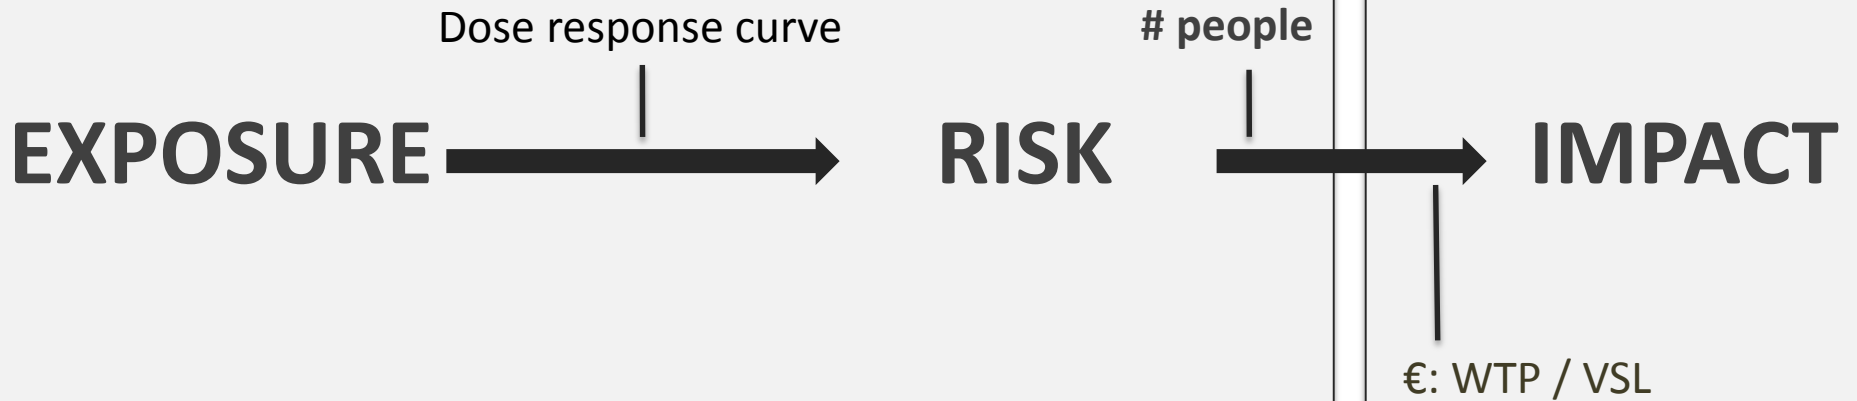 Dose response curve
# people
EXPOSURE
RISK
IMPACT
€: WTP / VSL